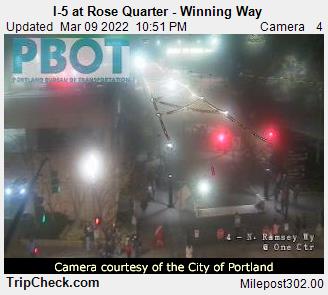 I-5 at Rose Quarter - Winning Way
Updated Mar 09 2022 10:51 PM Camera 4
PBOT
PORTLAND BUREAU OF TRANSPORTATION
4 - N. Ramsey Wy
@ One Ctr
Camera courtesy of the City of Portland
TripCheck.com Milepost302.00